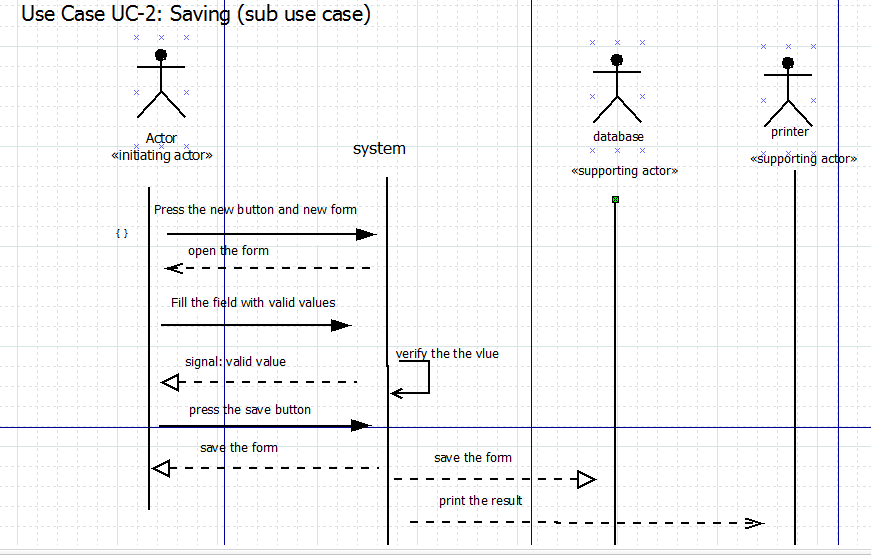 Use Case UC-2: Saving (sub use case)
Actor
«initiating actor»
system
database
«supporting actor»
printer
«supporting actor»
Press the new button and new form
{ }
open the form
Fill the field with valid values
verify the the vlue
signal: valid value
press the save button
save the form
save the form
print the result